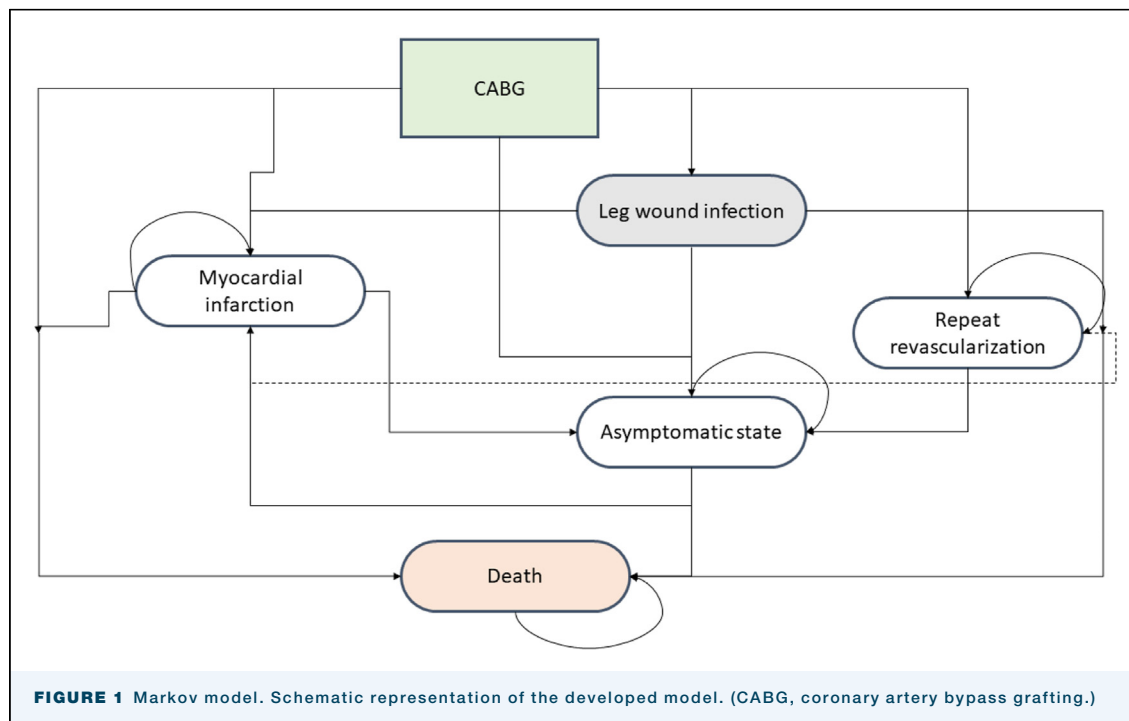 CABG
Leg wound infection
Myocardial
infarction
Repeat
revascularization
Asymptomatic state
Death
FIGURE 1 Markov model. Schematic representation of the developed model. (CABG, coronary artery bypass grafting.)